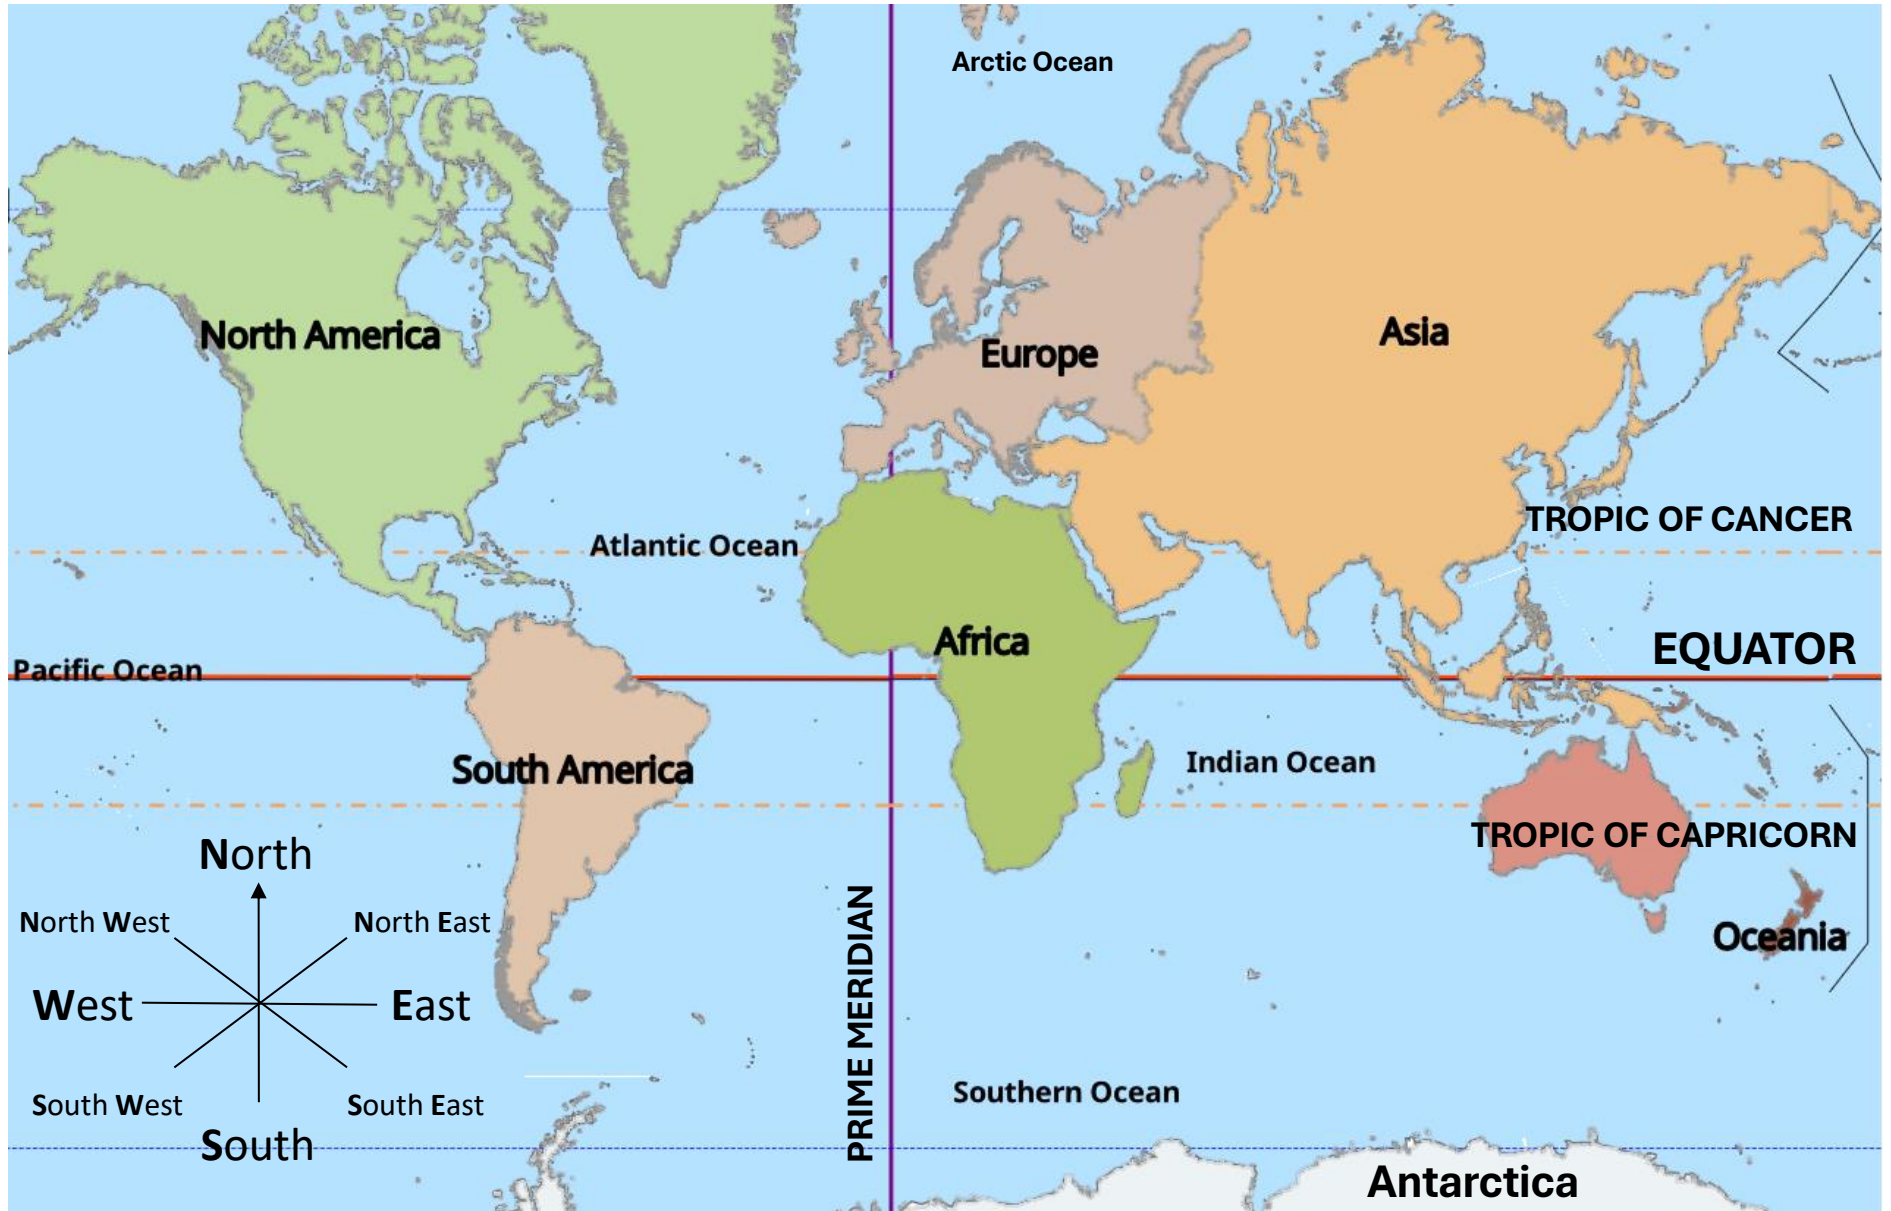 Arctic Ocean
North America
Europe
Asia
TROPIC OF CANCER
Atlantic Ocean
Africa
EQUATOR
Pacific Ocean
South America
Indian Ocean
TROPIC OF CAPRICORN
North
North West
North East
Oceania
West
East
PRIME MERIDIAN
Southern Ocean
South West
South East
South
Antarctica